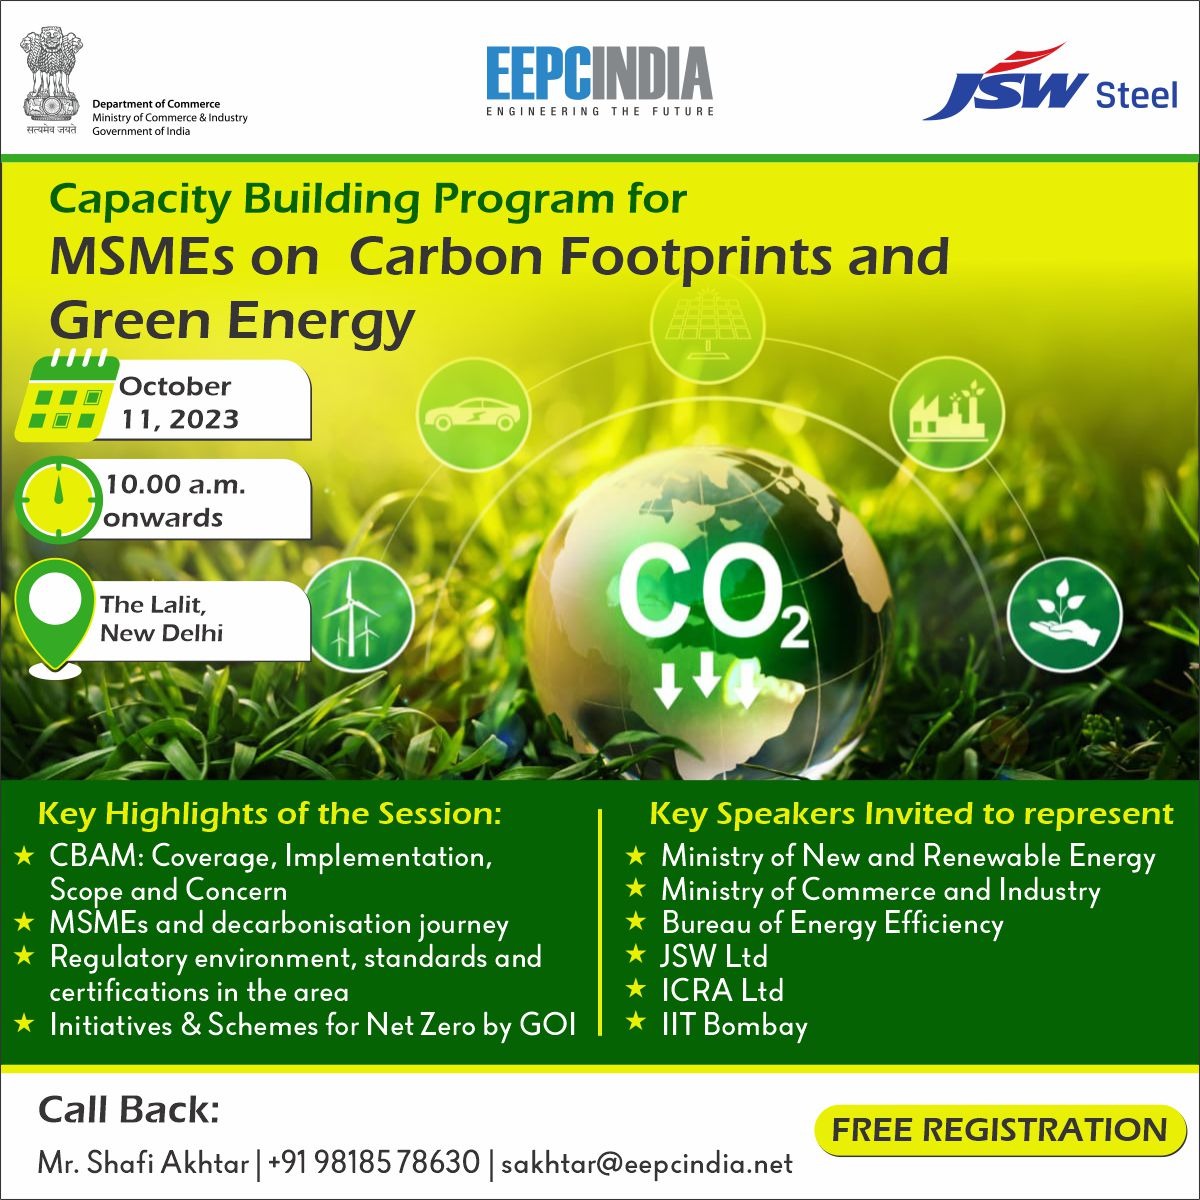 सत्यमेव जयते
Department of Commerce
Ministry of Commerce & Industry
Government of India
EEPCINDIA
ENGINEERING THE FUTURE
JSW Steel
Capacity Building Program for
MSMEs on Carbon Footprints and
Green Energy
October
11, 2023
10.00 a.m.
onwards
The Lalit,
New Delhi
CO2
Key Highlights of the Session:
★ CBAM: Coverage, Implementation,
Scope and Concern
★ MSMEs and decarbonisation journey
★ Regulatory environment, standards and
certifications in the area
★ Initiatives & Schemes for Net Zero by GOI
Key Speakers Invited to represent
★ Ministry of New and Renewable Energy
★ Ministry of Commerce and Industry
★ Bureau of Energy Efficiency
★ JSW Ltd
★ ICRA Ltd
★ IIT Bombay
Call Back:
Mr. Shafi Akhtar | +91 98185 78630 | sakhtar@eepcindia.net
FREE REGISTRATION